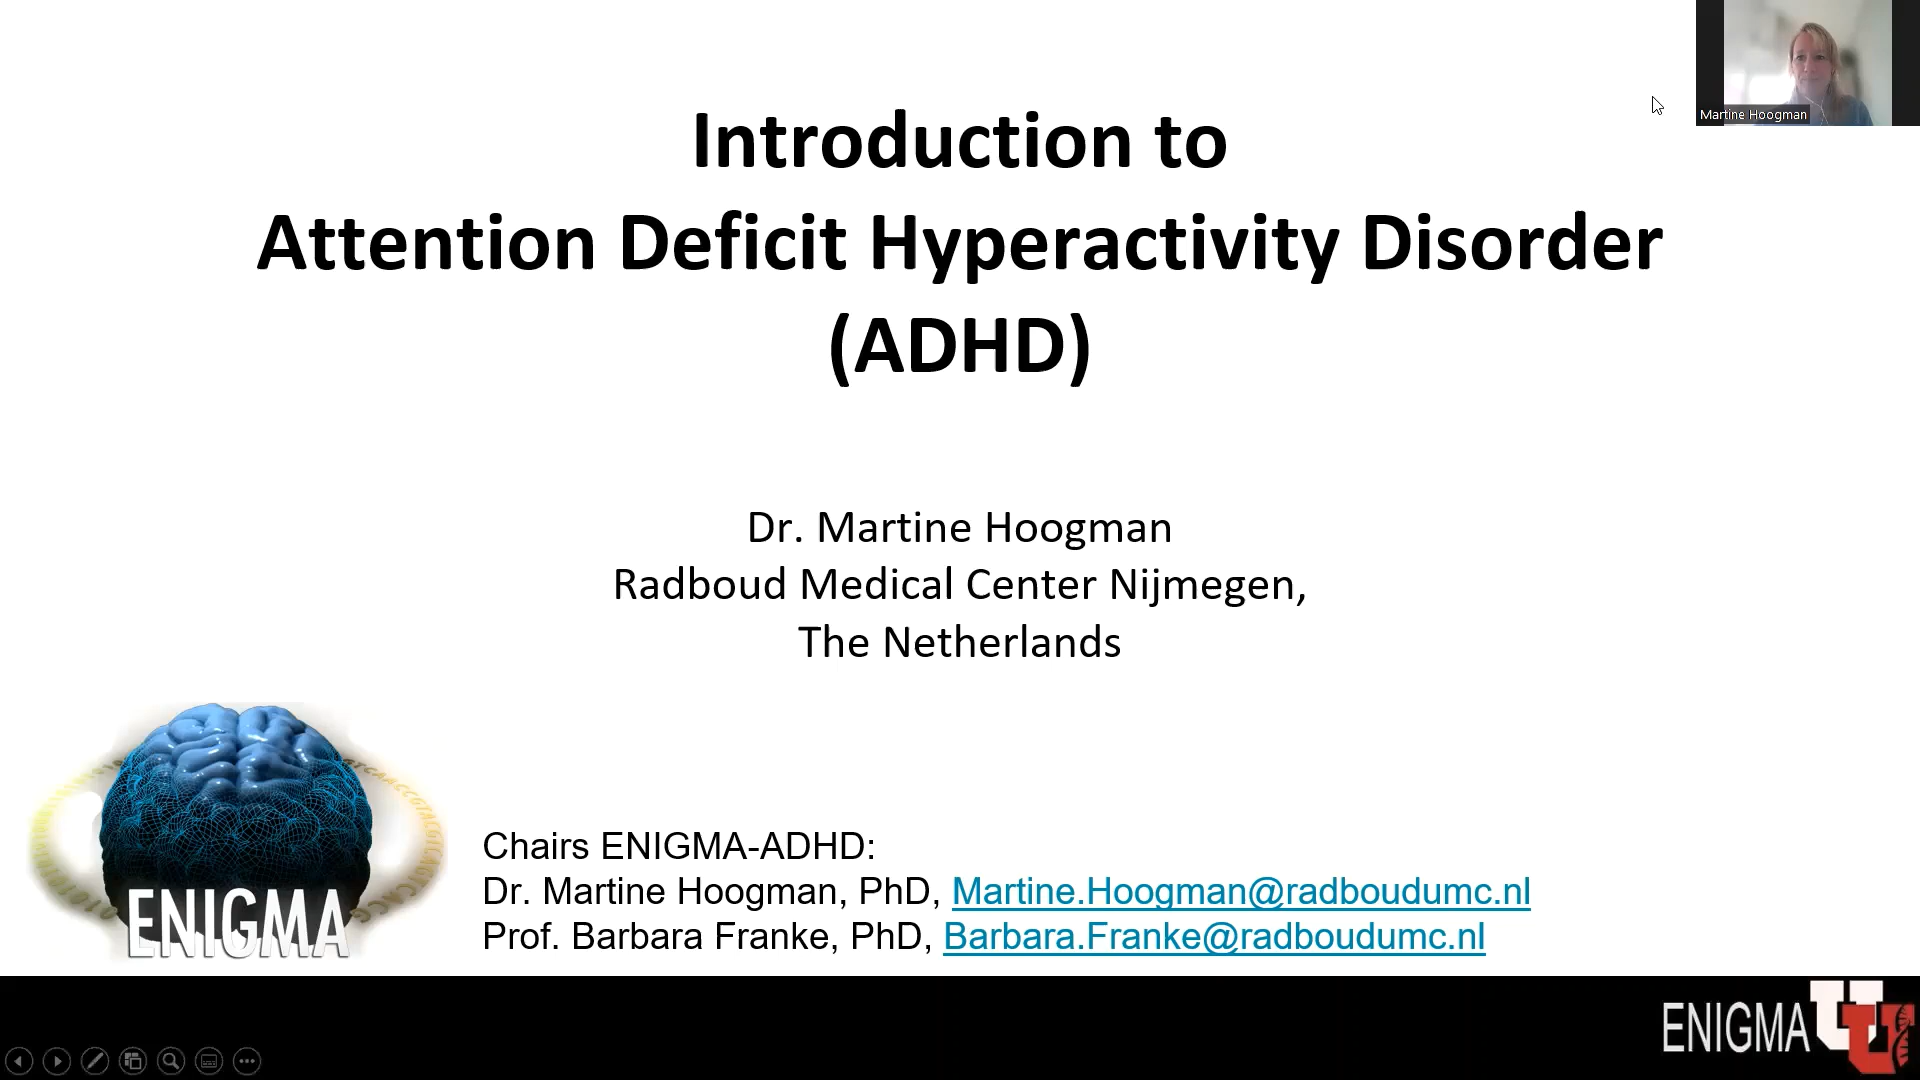 Martine Hoogman
Introduction to
Attention Deficit Hyperactivity Disorder
(ADHD)
Dr. Martine Hoogman
Radboud Medical Center Nijmegen,
The Netherlands
ENIGMA
Chairs ENIGMA-ADHD:
Dr. Martine Hoogman, PhD, Martine.Hoogman@radboudumc.nl
Prof. Barbara Franke, PhD, Barbara.Franke@radboudumc.nl
ENIGMA U